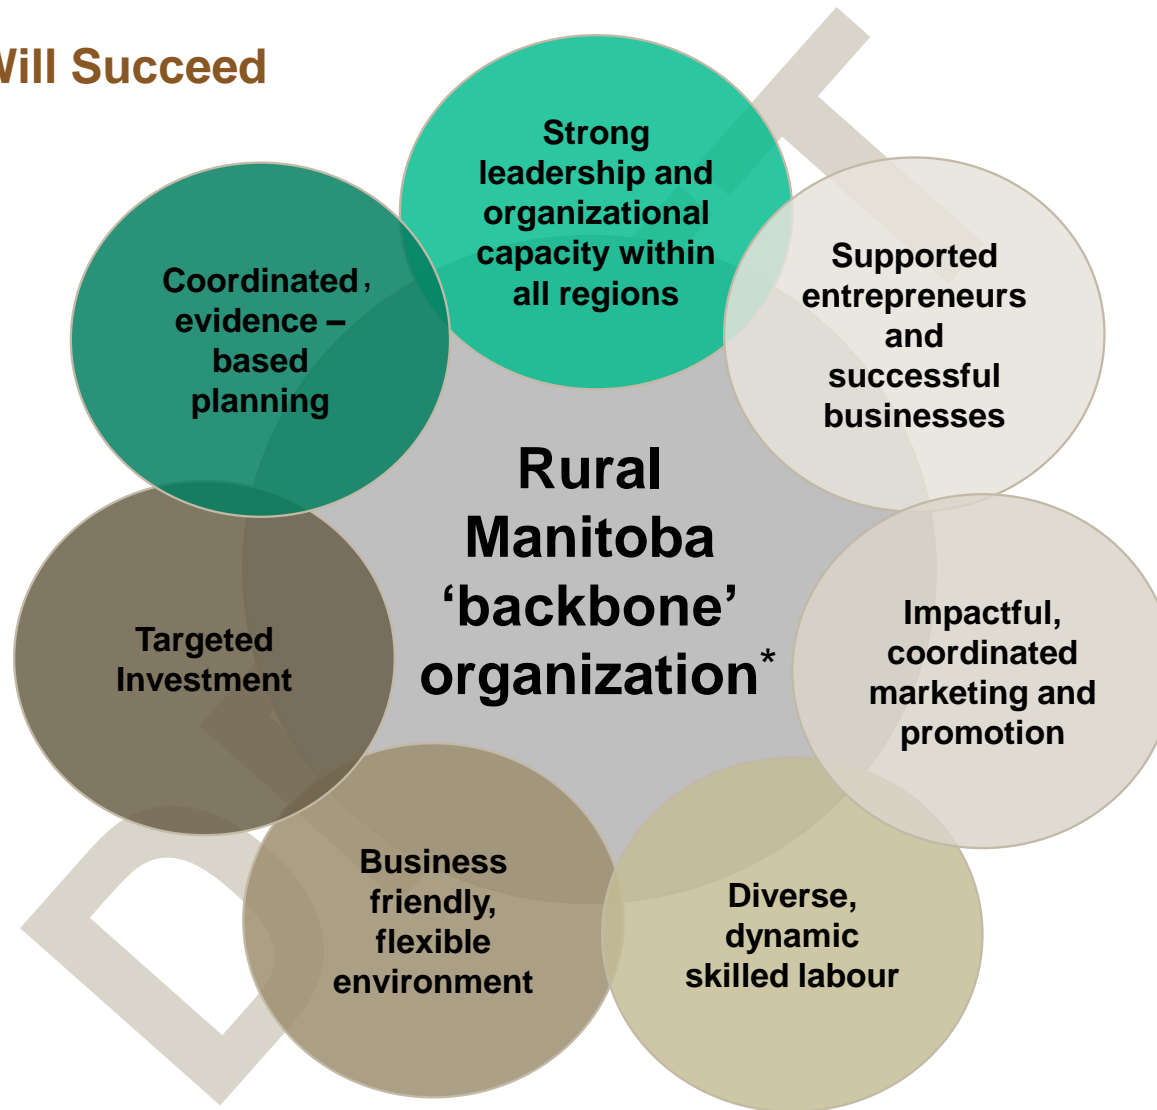 Will Succeed
Strong
leadership and
organizational
capacity within
all regions
Supported
entrepreneurs
and
successful
businesses
Impactful,
coordinated
marketing and
promotion
Diverse,
dynamic
skilled labour
Business
friendly,
flexible
environment
Targeted
Investment
Coordinated,
evidence –
based
planning
Rural
Manitoba
‘backbone’
organization*